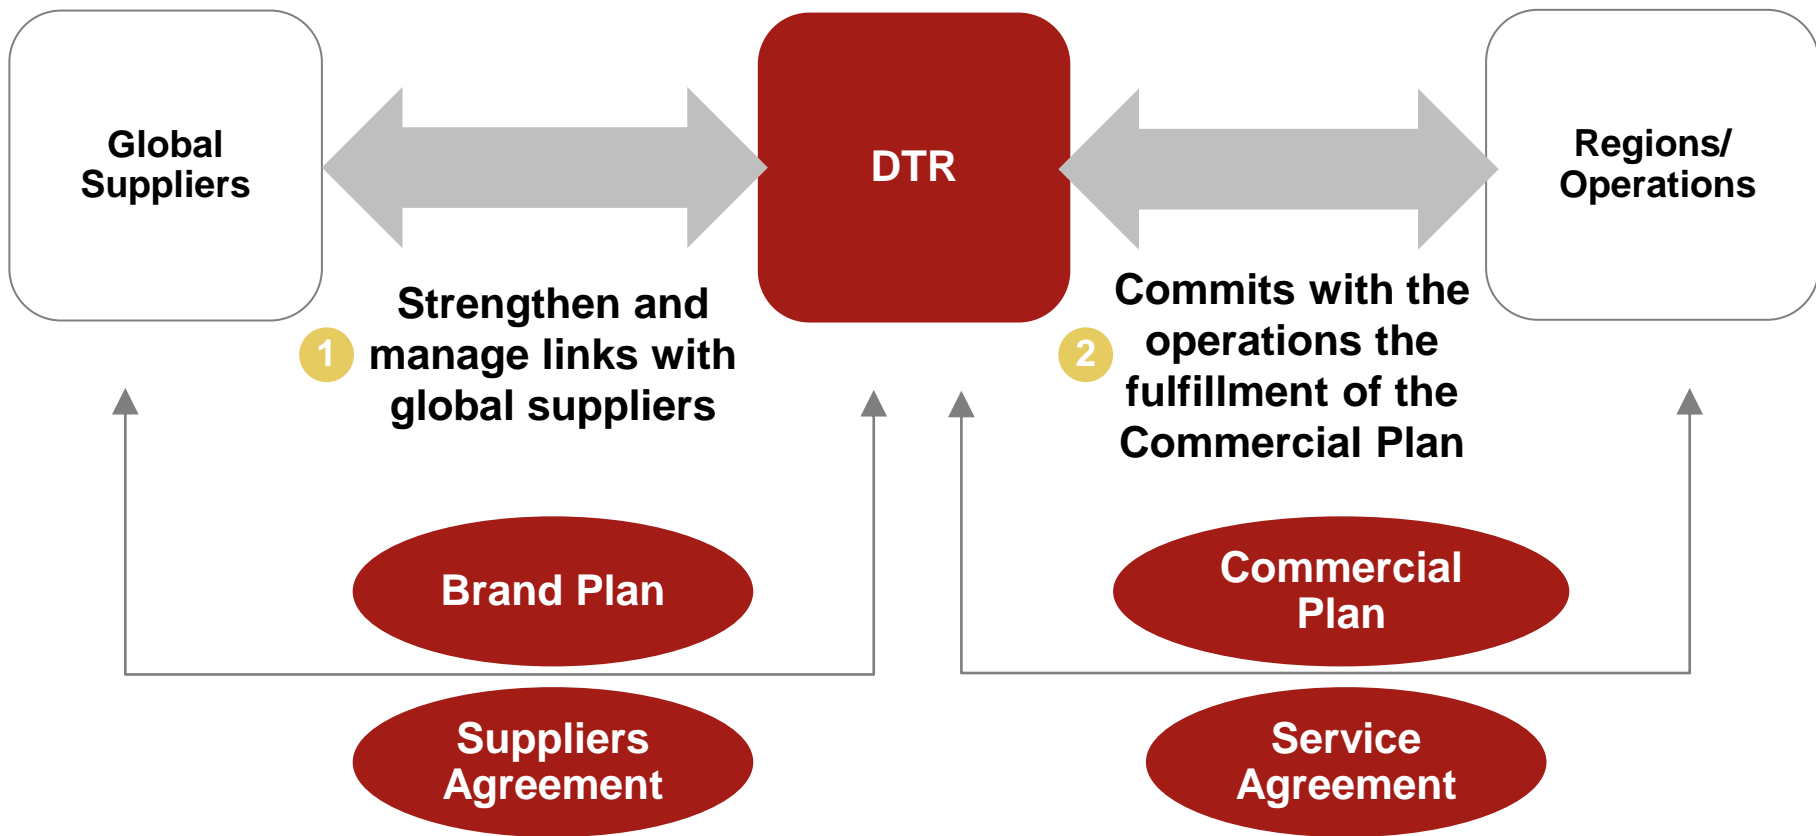 Global
Suppliers
DTR
Regions/
Operations
1
Strengthen and
manage links with
global suppliers
2
Commits with the
operations the
fulfillment of the
Commercial Plan
Brand Plan
Commercial
Plan
Suppliers
Agreement
Service
Agreement